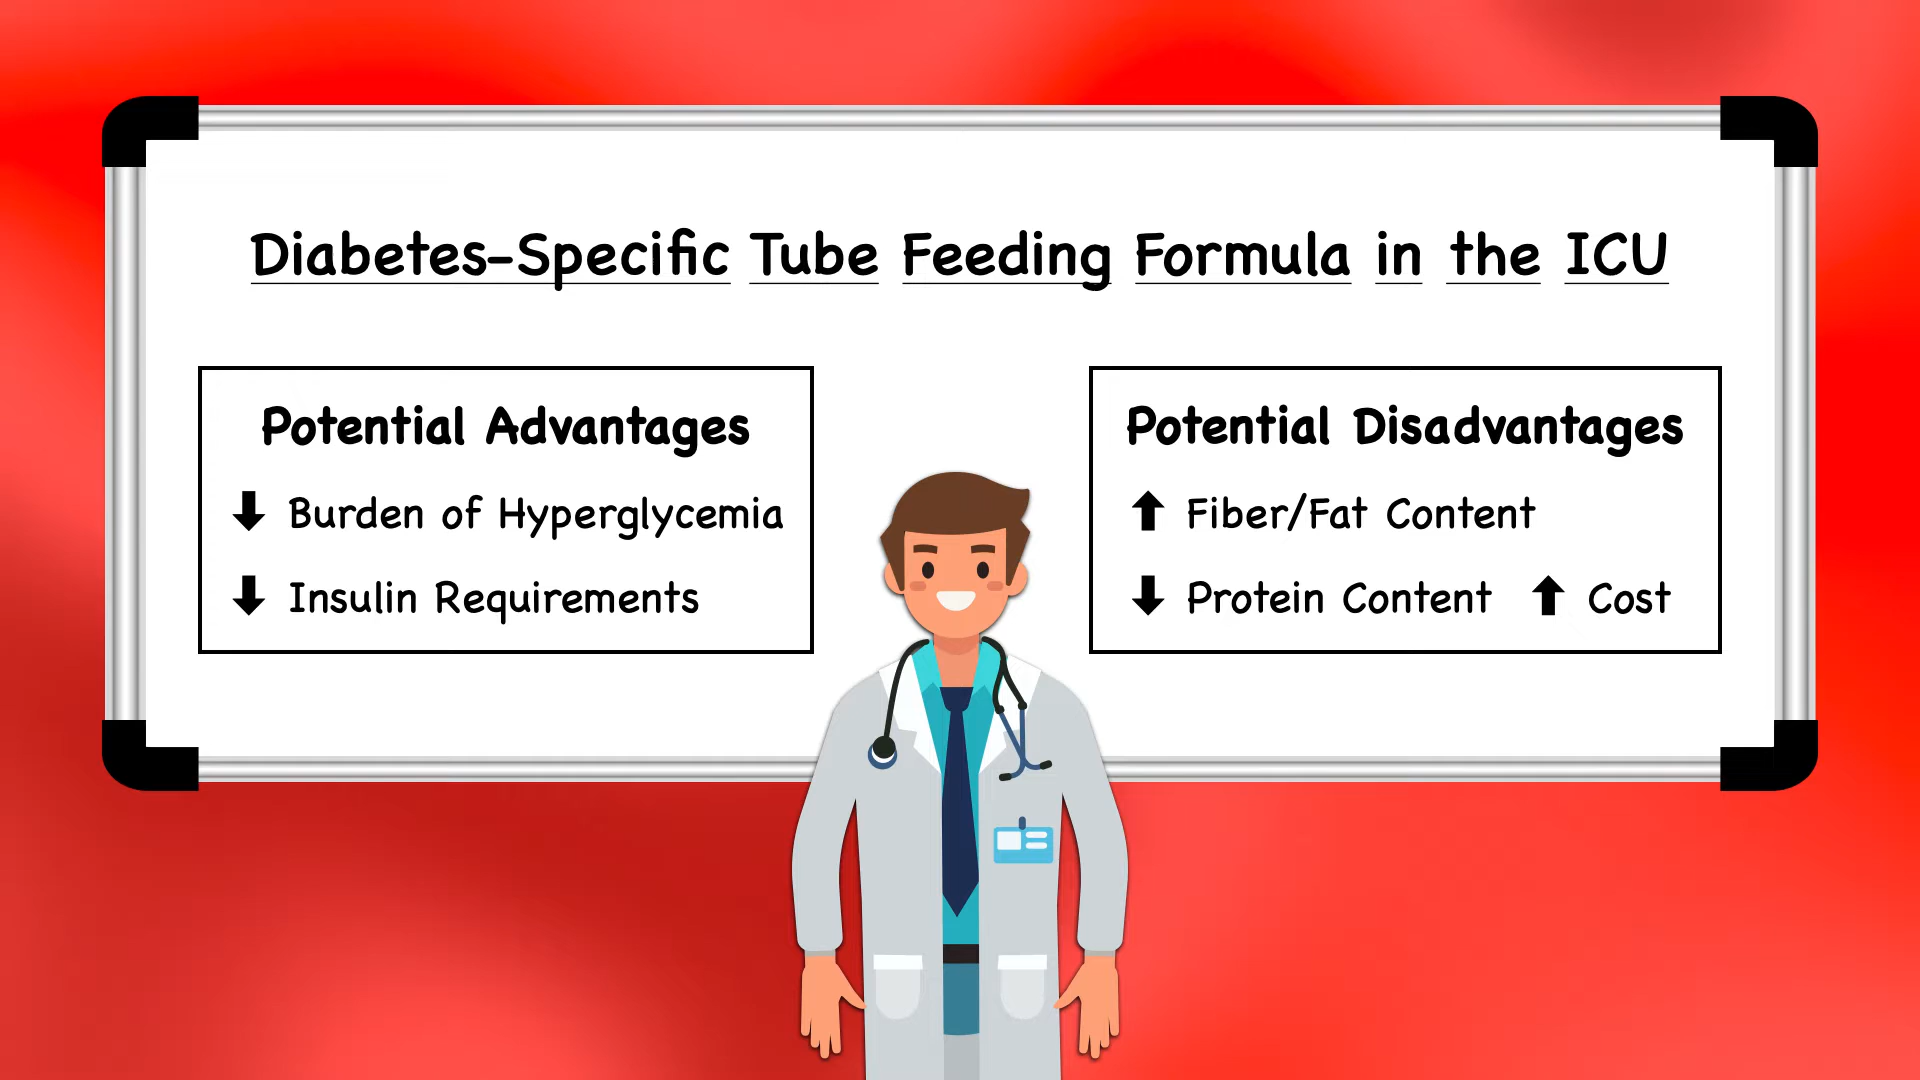 Diabetes-Specific Tube Feeding Formula in the ICU
Potential Advantages
⬇ Burden of Hyperglycemia
⬇ Insulin Requirements
Potential Disadvantages
⬆ Fiber/Fat Content
⬇ Protein Content ⬆ Cost